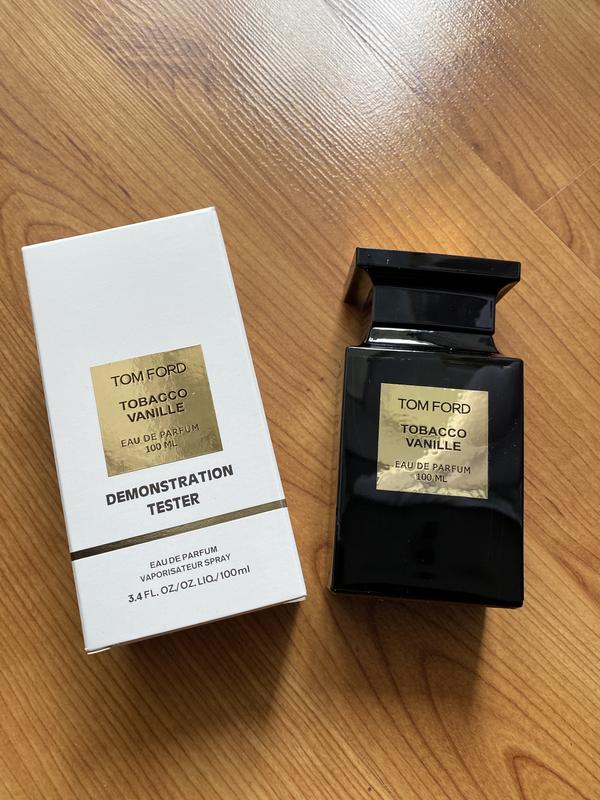 TOM FORD
TOBACCO
VANILLE
EAU DE PARFUM
100 ML
DEMONSTRATION
TESTER
EAU DE PARFUM
VAPORISATEUR SPRAY
3.4 FL. OZ./OZ. LIQ./100ml
TOM FORD
TOBACCO
VANILLE
EAU DE PARFUM
100 ML